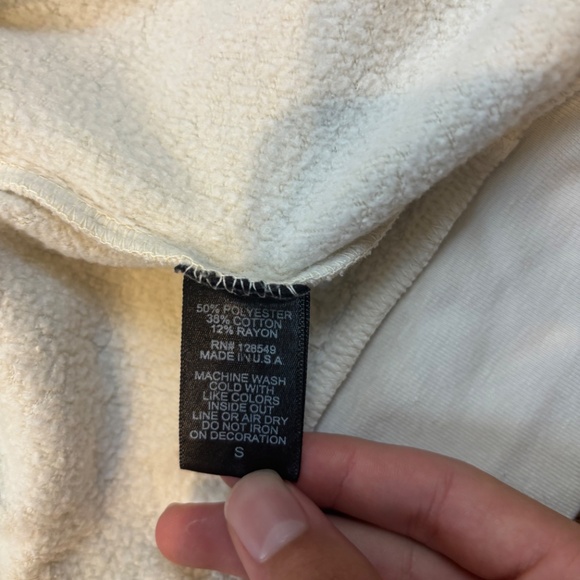 50% POLYESTER
38% COTTON
12% RAYON
RN# 128549
MADE IN U.S.A
MACHINE WASH
COLD WITH
LIKE COLORS
INSIDE OUT
LINE OR AIR DRY
DO NOT IRON
ON DECORATION
S